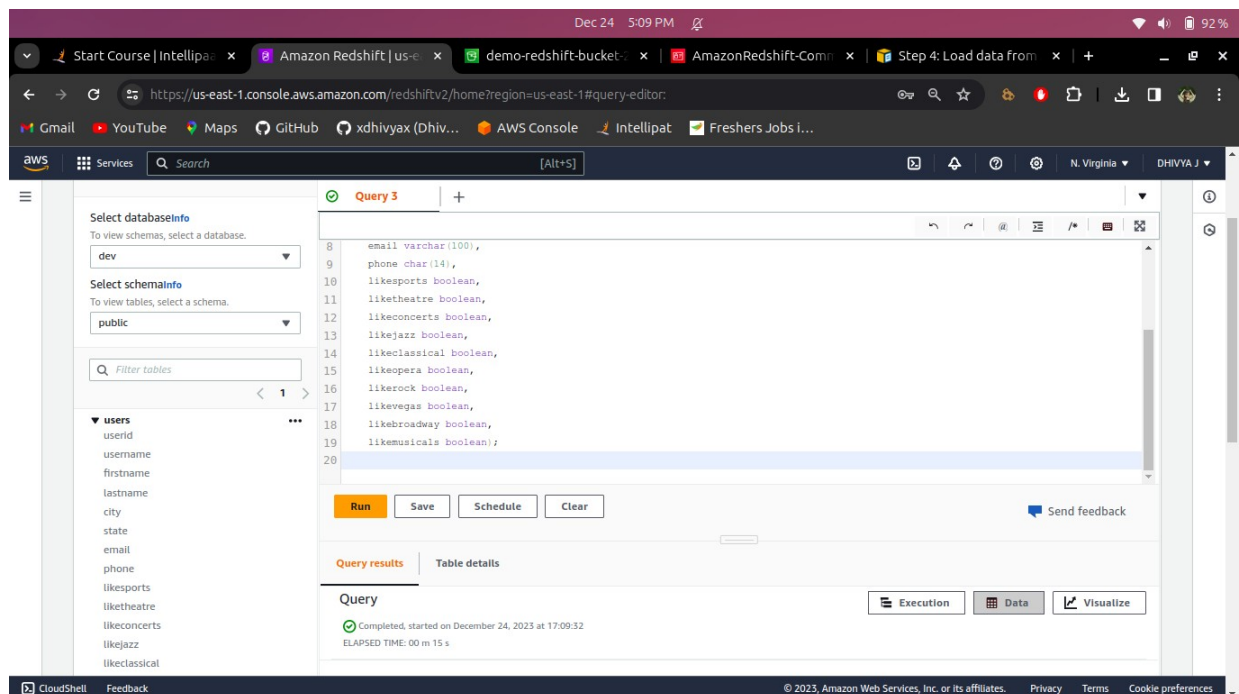 Dec 24 5:09 PM 92 %
Start Course | Intellipaa Amazon Redshift | us-e demo-redshift-bucket- AmazonRedshift-Comm Step 4: Load data from
https://us-east-1.console.aws.amazon.com/redshiftv2/home?region=us-east-1#query-editor:
Gmail YouTube Maps GitHub xdhivyax (Dhiv... AWS Console Intellipat Freshers Jobs i...
aws Services Search [Alt+S] N. Virginia DHIVYA J
Query 3 +
Select database Info
To view schemas, select a database.
dev
Select schema Info
To view tables, select a schema.
public
Filter tables
< 1 >
users
userid
username
firstname
lastname
city
state
email
phone
likesports
liketheatre
likeconcerts
likejazz
likeclassical
8 email varchar(100),
9 phone char(14),
10 likesports boolean,
11 liketheatre boolean,
12 likeconcerts boolean,
13 likejazz boolean,
14 likeclassical boolean,
15 likeopera boolean,
16 likerock boolean,
17 likevegas boolean,
18 likebroadway boolean,
19 likemusicals boolean);
20
Run Save Schedule Clear
Send feedback
Query results Table details
Query
Execution Data Visualize
Completed, started on December 24, 2023 at 17:09:32
ELAPSED TIME: 00 m 15 s
CloudShell Feedback © 2023, Amazon Web Services, Inc. or its affiliates. Privacy Terms Cookie preferences